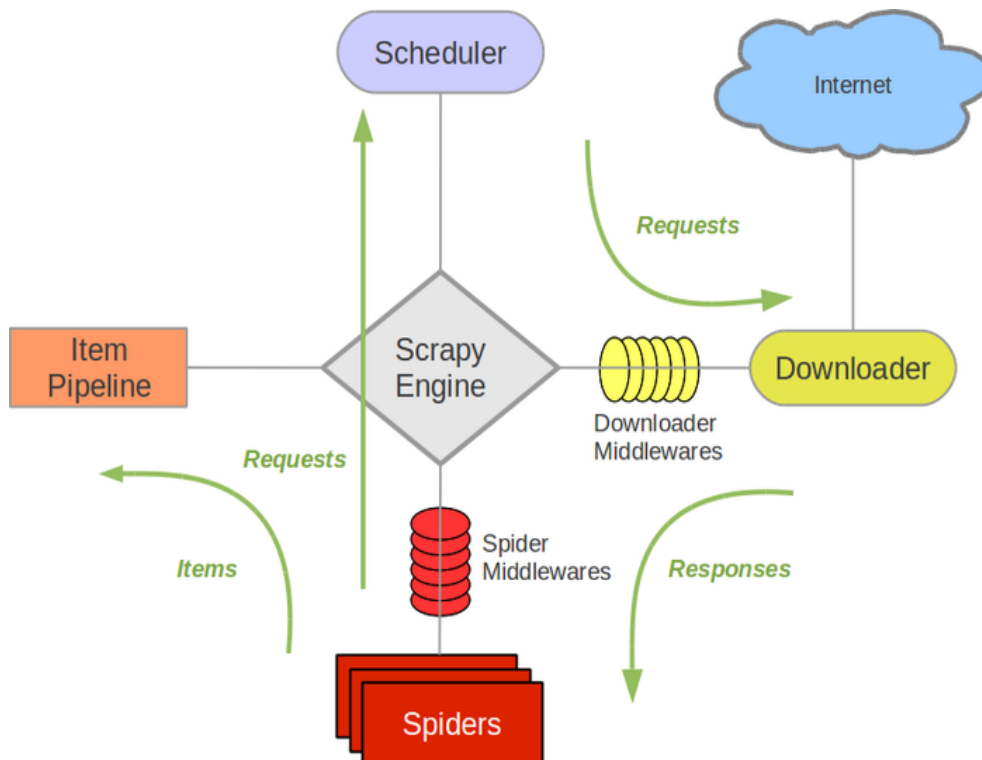 Scheduler
Internet
Requests
Item
Pipeline
Scrapy
Engine
Downloader
Downloader
Middlewares
Requests
Items
Spider
Middlewares
Responses
Spiders